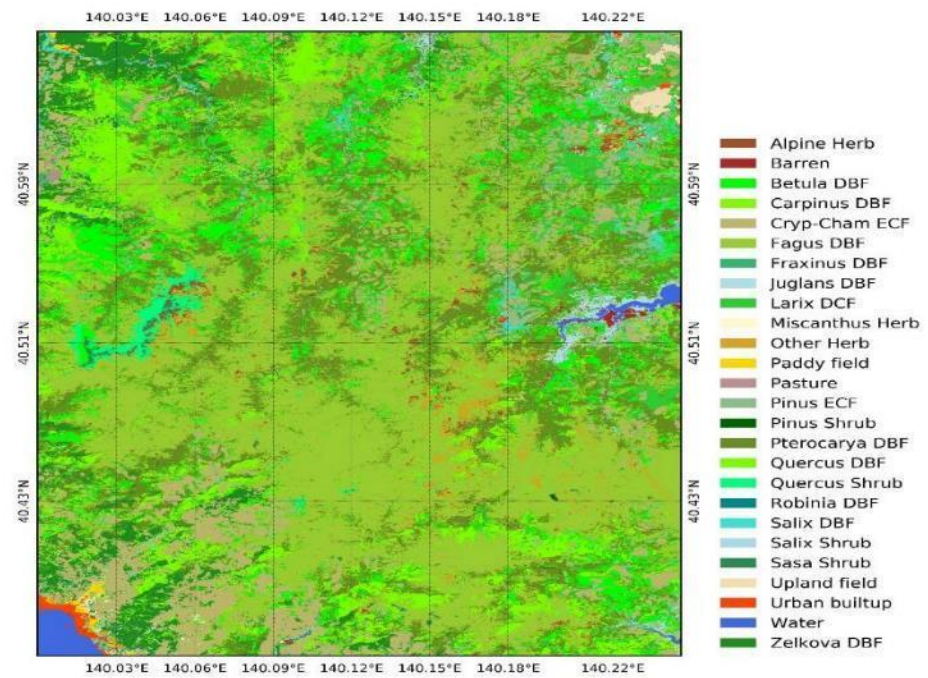 140.03°E 140.06°E 140.09°E 140.12°E 140.15°E 140.18°E 140.22°E
40.59°N
40.51°N
40.43°N
40.59°N
40.51°N
40.43°N
Alpine Herb
Barren
Betula DBF
Carpinus DBF
Cryp-Cham ECF
Fagus DBF
Fraxinus DBF
Juglans DBF
Larix DCF
Miscanthus Herb
Other Herb
Paddy field
Pasture
Pinus ECF
Pinus Shrub
Pterocarya DBF
Quercus DBF
Quercus Shrub
Robinia DBF
Salix DBF
Salix Shrub
Sasa Shrub
Upland field
Urban builtup
Water
Zelkova DBF
140.03°E 140.06°E 140.09°E 140.12°E 140.15°E 140.18°E 140.22°E